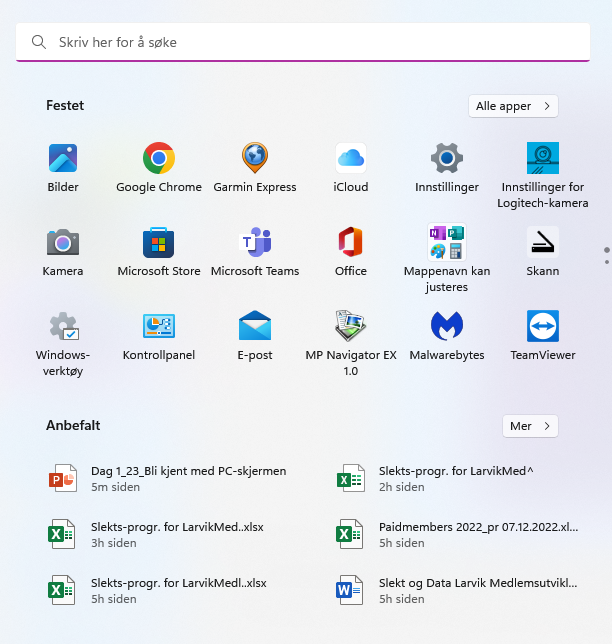 Skriv her for å søke
Festet
Alle apper
Bilder
Google Chrome
Garmin Express
iCloud
Innstillinger
Innstillinger for
Logitech-kamera
Kamera
Microsoft Store
Microsoft Teams
Office
Mappenavn kan
justeres
Skann
Windows-
verktøy
Kontrollpanel
E-post
MP Navigator EX
1.0
Malwarebytes
TeamViewer
Anbefalt
Mer
Dag 1_23_Bli kjent med PC-skjermen
5m siden
Slekts-progr. for LarvikMed^
2h siden
Slekts-progr. for LarvikMed..xlsx
3h siden
Paidmembers 2022_pr 07.12.2022.xl...
5h siden
Slekts-progr. for LarvikMedl..xlsx
5h siden
Slekt og Data Larvik Medlemsutvikl...
5h siden